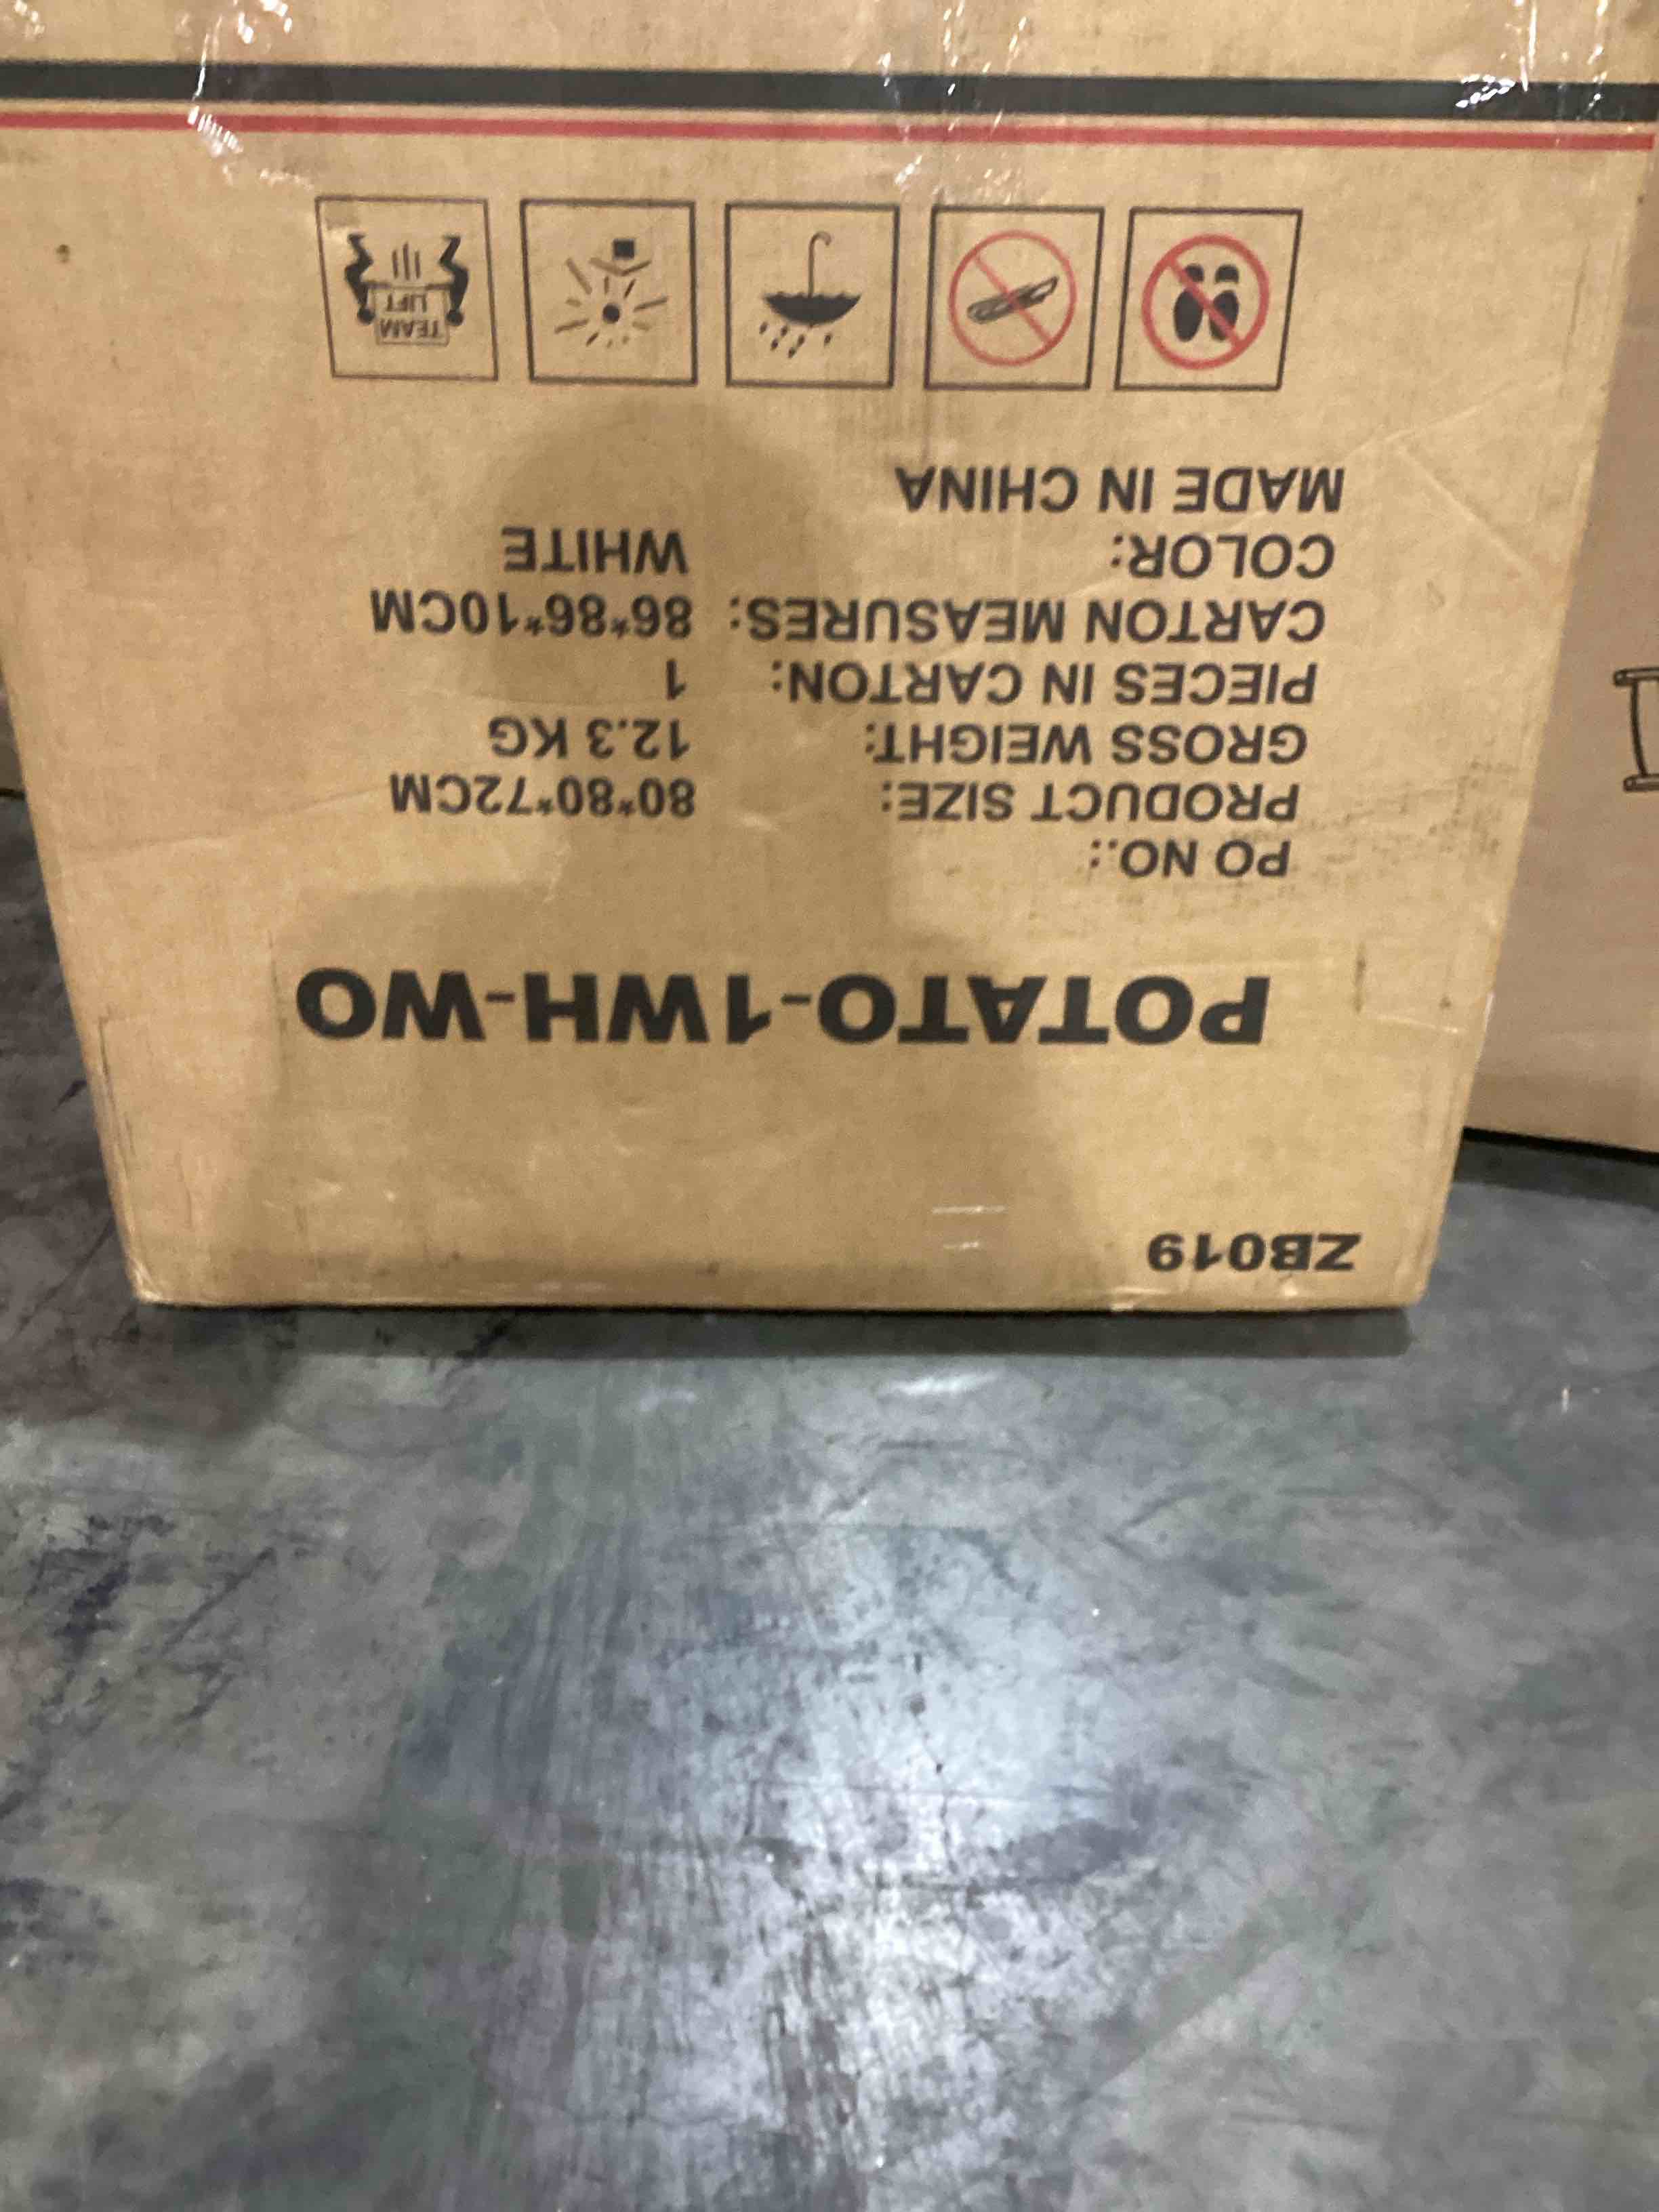 ZB019
POTATO-1WH-WO
PO NO.:
PRODUCT SIZE: 80*80*72CM
GROSS WEIGHT: 12.3 KG
PIECES IN CARTON: 1
CARTON MEASURES: 86*86*10CM
COLOR: WHITE
MADE IN CHINA
TEAM
LIFT